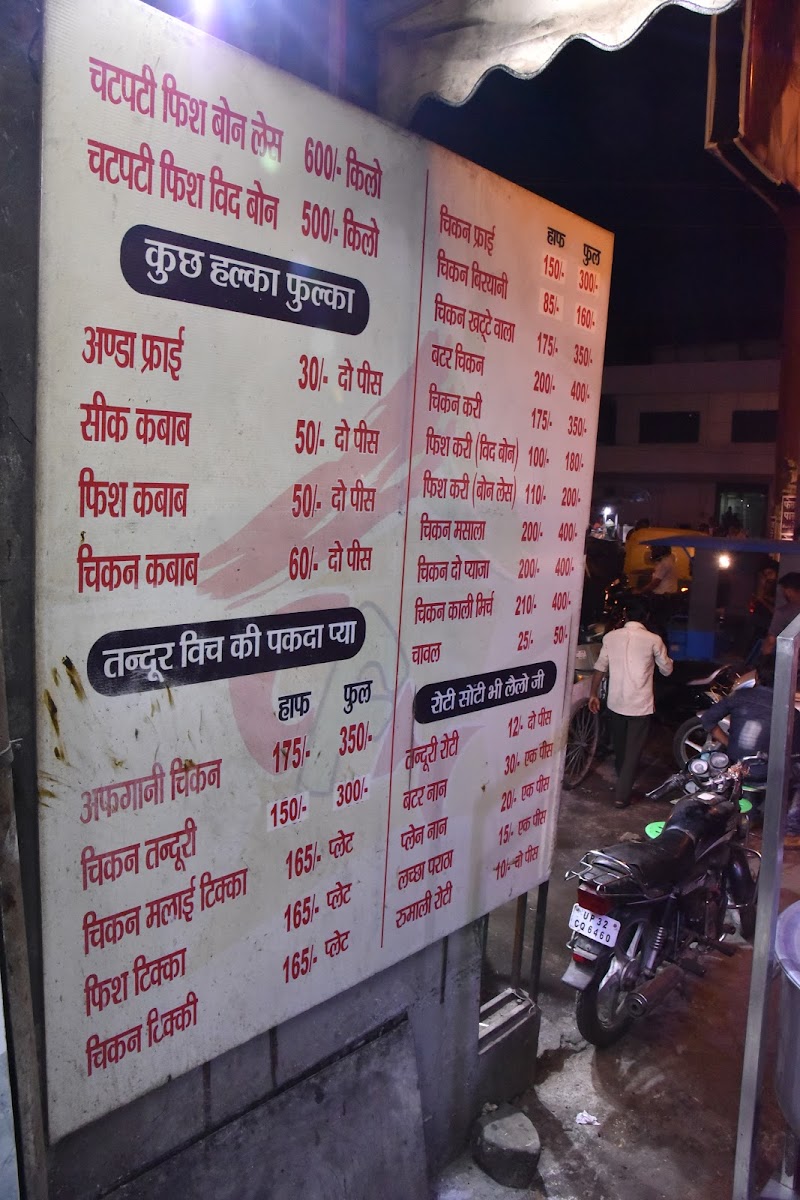 चटपटी फिश बोन लेस 600/- किलो
चटपटी फिश विद बोन 500/- किलो
कुछ हल्का फुल्का
अण्डा फ्राई 30/- दो पीस
सीक कबाब 50/- दो पीस
फिश कबाब 50/- दो पीस
चिकन कबाब 60/- दो पीस
तन्दूर विच की पकदा प्या
हाफ फुल
अफगानी चिकन 175/- 350/-
चिकन तन्दूरी 150/- 300/-
चिकन मलाई टिक्का 165/- प्लेट
फिश टिक्का 165/- प्लेट
चिकन टिक्की 165/- प्लेट
हाफ फुल
चिकन फ्राई 150/- 300/-
चिकन बिरयानी 85/- 160/-
चिकन खट्टे वाला 175/- 350/-
बटर चिकन 200/- 400/-
चिकन करी 175/- 350/-
फिश करी (विद बोन) 100/- 180/-
फिश करी (बोन लेस) 110/- 200/-
चिकन मसाला 200/- 400/-
चिकन दो प्याजा 200/- 400/-
चिकन काली मिर्च 210/- 400/-
चावल 25/- 50/-
रोटी सोटी भी लैलो जी
तन्दूरी रोटी 12/- दो पीस
बटर नान 30/- एक पीस
प्लेन नान 20/- एक पीस
लच्छा पराठा 15/- एक पीस
रुमाली रोटी 10/- दो पीस
UP 32
CQ 6460